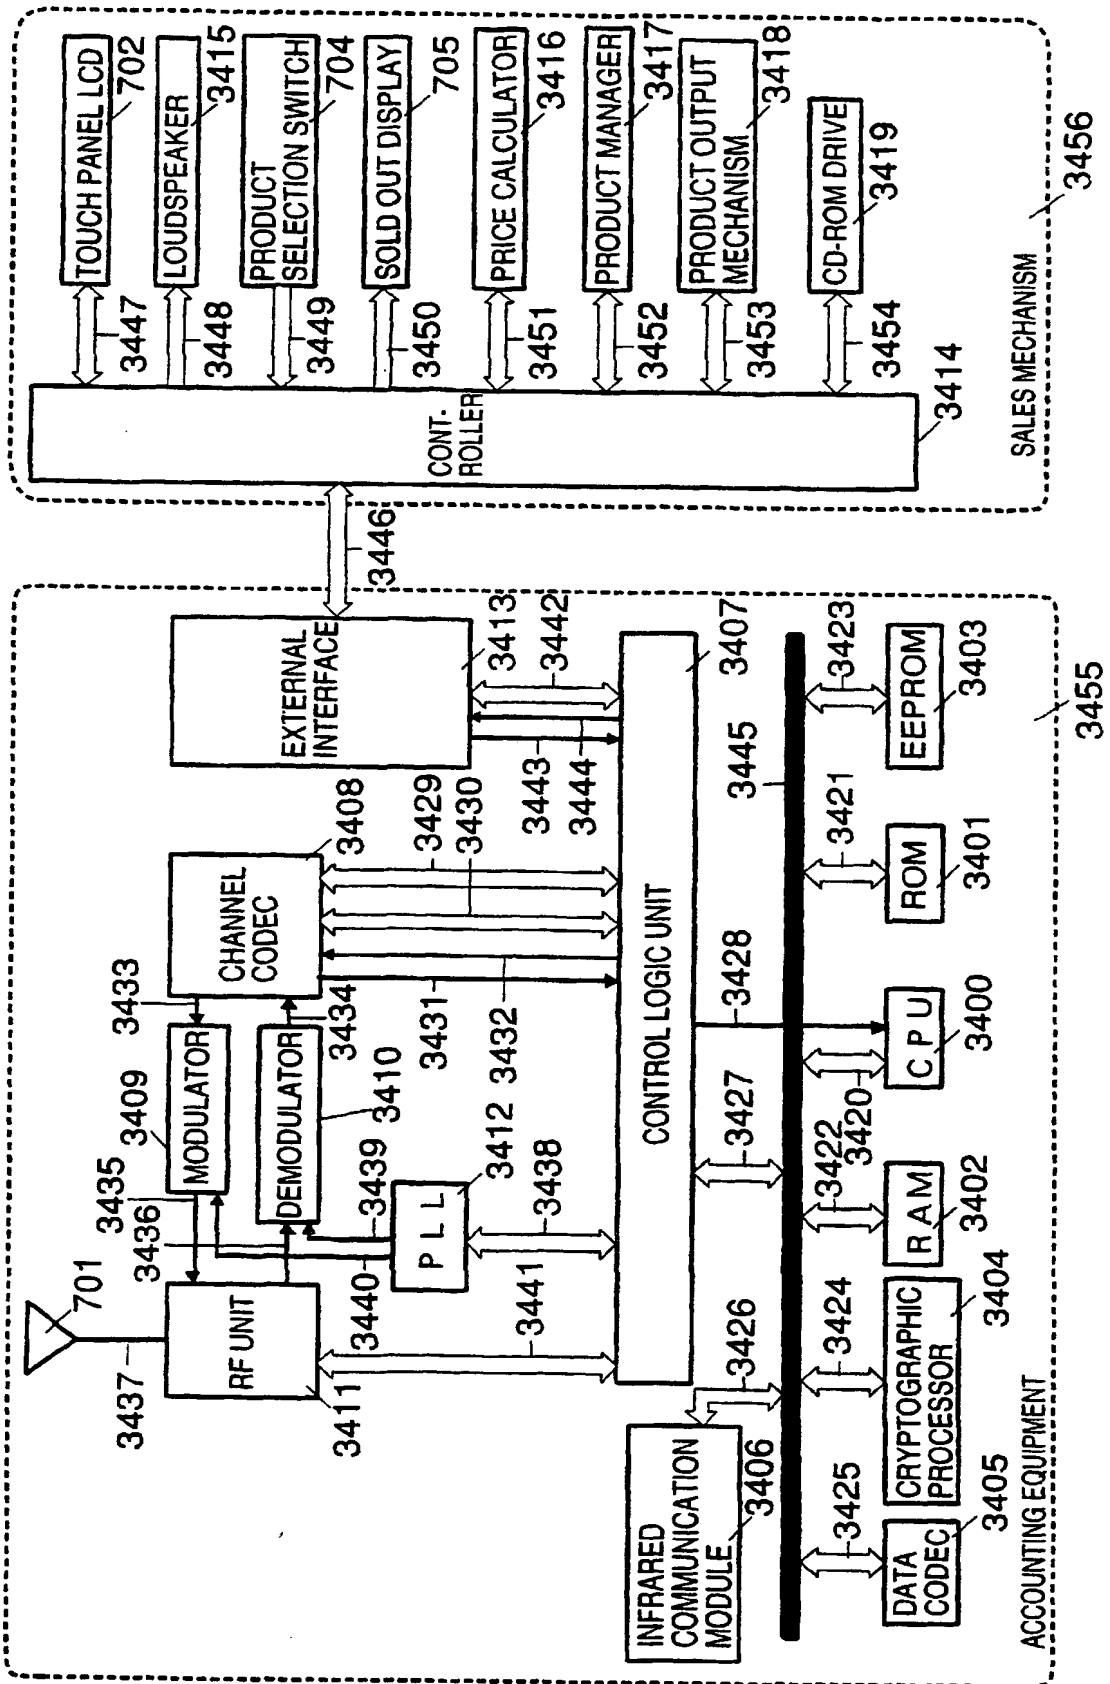 701
3437
RF UNIT
3411
3435
3436
3409
MODULATOR
DEMODULATOR
3410
3433
3434
CHANNEL
CODEC
3408
3440
3439
PLL
3412
3438
3441
3431
3432
3429
3430
EXTERNAL
INTERFACE
3413
3442
3443
3444
3446
CONTROL LOGIC UNIT
3407
INFRARED
COMMUNICATION
MODULE
3406
3426
3427
3428
3445
3425
3424
3422
3420
3421
3423
DATA
CODEC
3405
CRYPTOGRAPHIC
PROCESSOR
3404
RAM
3402
CPU
3400
ROM
3401
EEPROM
3403
ACCOUNTING EQUIPMENT
3455
CONT-
ROLLER
3414
3447
TOUCH PANEL LCD
702
3448
LOUDSPEAKER
3415
3449
PRODUCT
SELECTION SWITCH
704
3450
SOLD OUT DISPLAY
705
3451
PRICE CALCULATOR
3416
3452
PRODUCT MANAGER
3417
3453
PRODUCT OUTPUT
MECHANISM
3418
3454
CD-ROM DRIVE
3419
SALES MECHANISM
3456